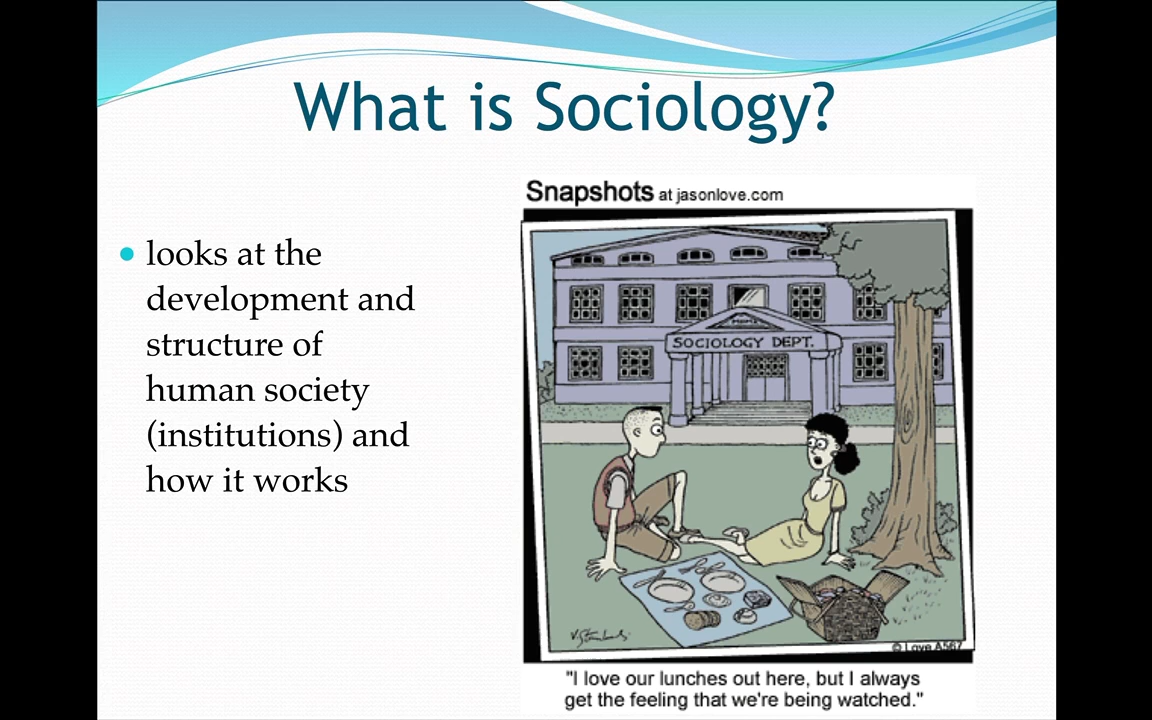 What is Sociology?
looks at the
development and
structure of
human society
(institutions) and
how it works
Snapshots at jasonlove.com
SOCIOLOGY DEPT.
© Love A567
"I love our lunches out here, but I always
get the feeling that we're being watched."